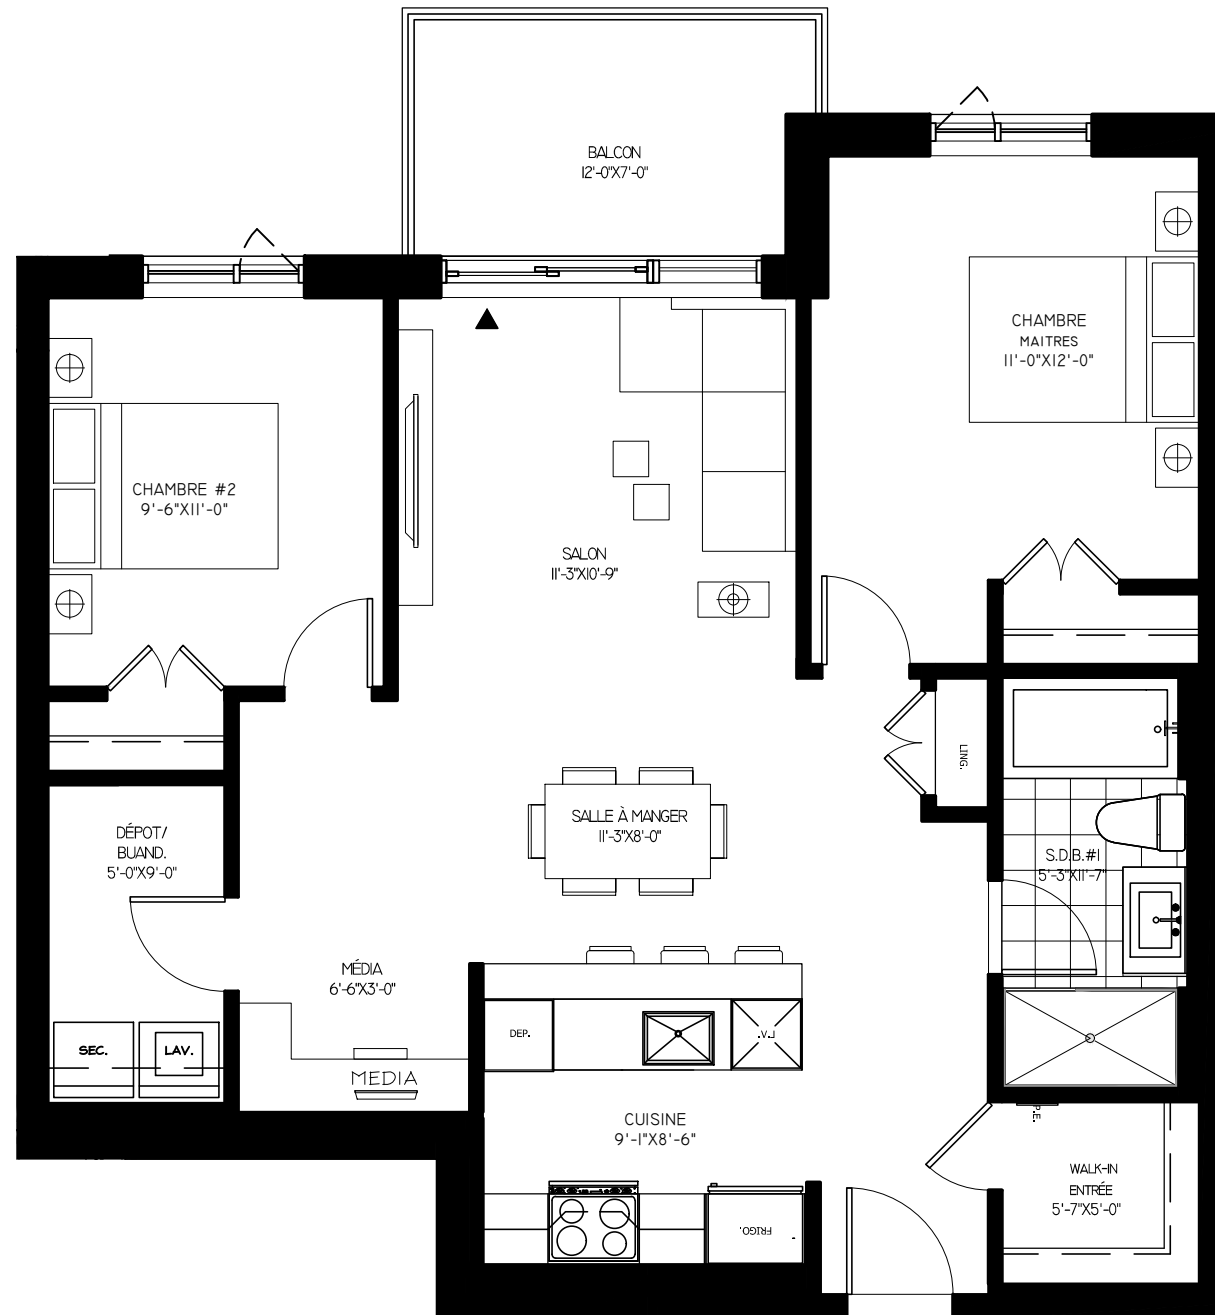 BALCON
12'-0"X7'-0"
CHAMBRE
MAITRES
11'-0"X12'-0"
CHAMBRE #2
9'-6"X11'-0"
SALON
11'-3"X10'-9"
LING.
SALLE À MANGER
11'-3"X8'-0"
DÉPOT/
BUAND.
5'-0"X9'-0"
S.D.B.#1
5'-3"X11'-7"
MÉDIA
6'-6"X3'-0"
DEP.
L.V.
SEC.
LAV.
MEDIA
CUISINE
9'-1"X8'-6"
P.E.
WALK-IN
ENTRÉE
5'-7"X5'-0"
FRIGO.